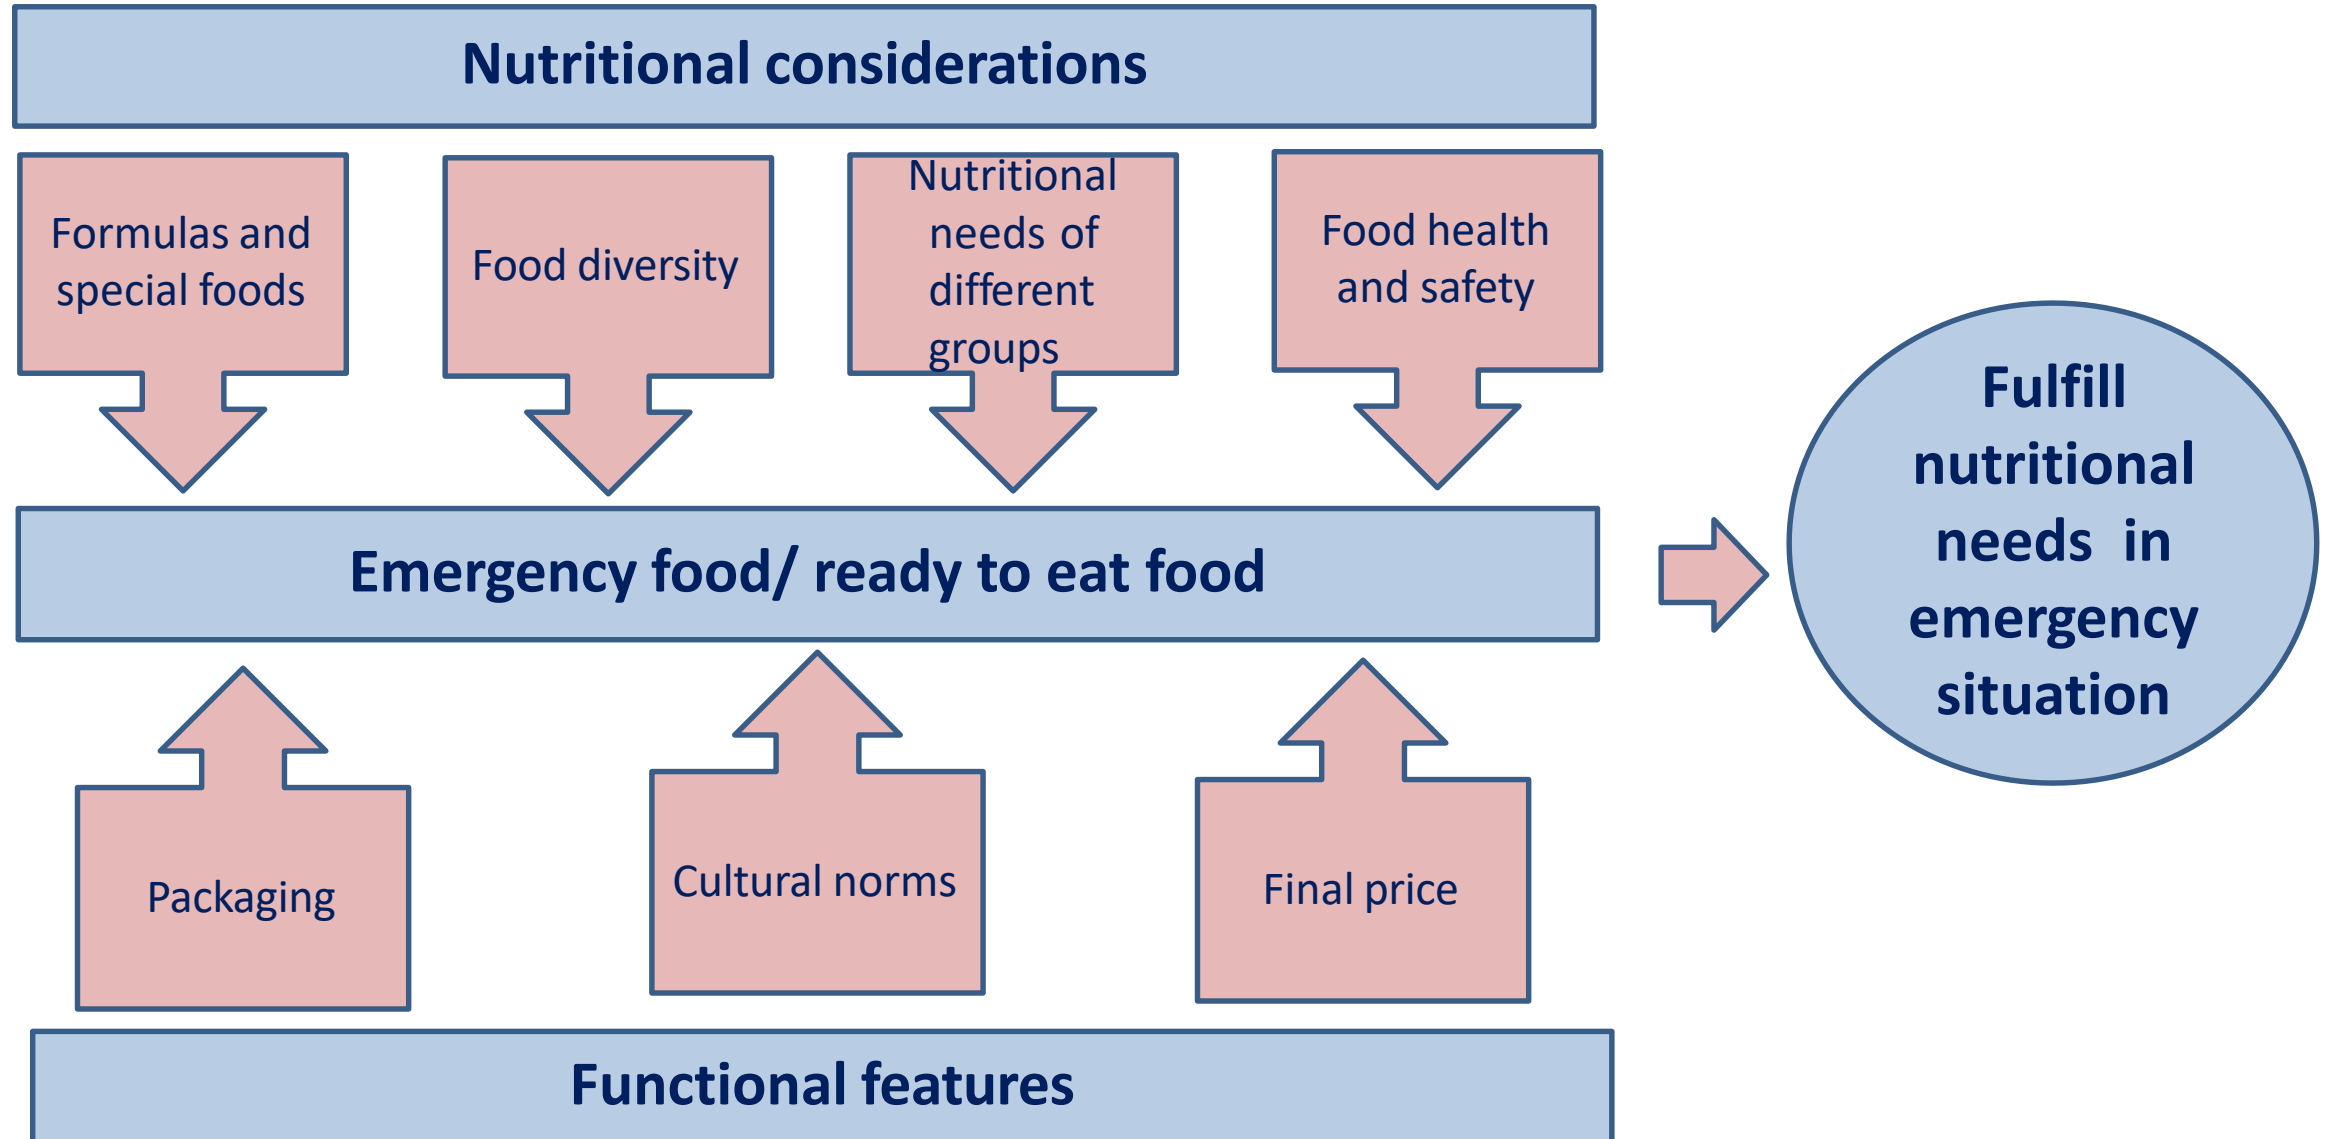 Nutritional considerations
Formulas and
special foods
Food diversity
Nutritional
needs of
different
groups
Food health
and safety
Emergency food/ ready to eat food
Fulfill
nutritional
needs in
emergency
situation
Packaging
Cultural norms
Final price
Functional features